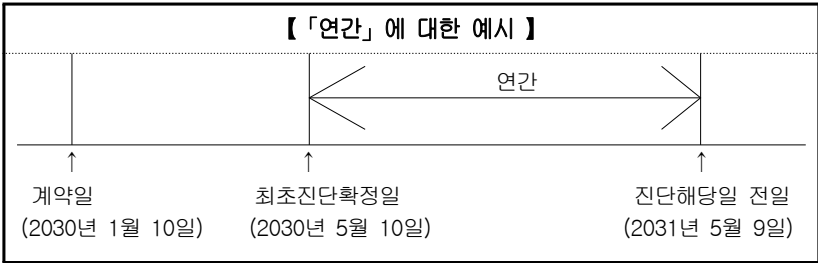 【 「연간」에 대한 예시 】
연간
↑ ↑ ↑
계약일 최초진단확정일 진단해당일 전일
(2030년 1월 10일) (2030년 5월 10일) (2031년 5월 9일)